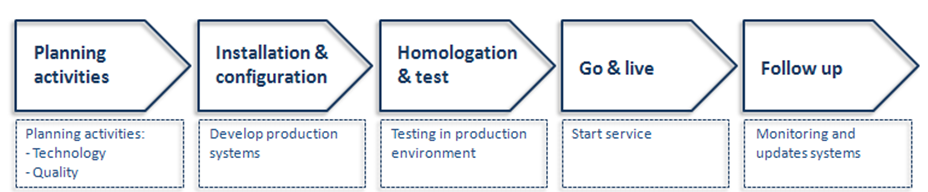 Planning
activities
Installation &
configuration
Homologation
& test
Go & live
Follow up
Planning activities:
- Technology
- Quality
Develop production
systems
Testing in production
environment
Start service
Monitoring and
updates systems